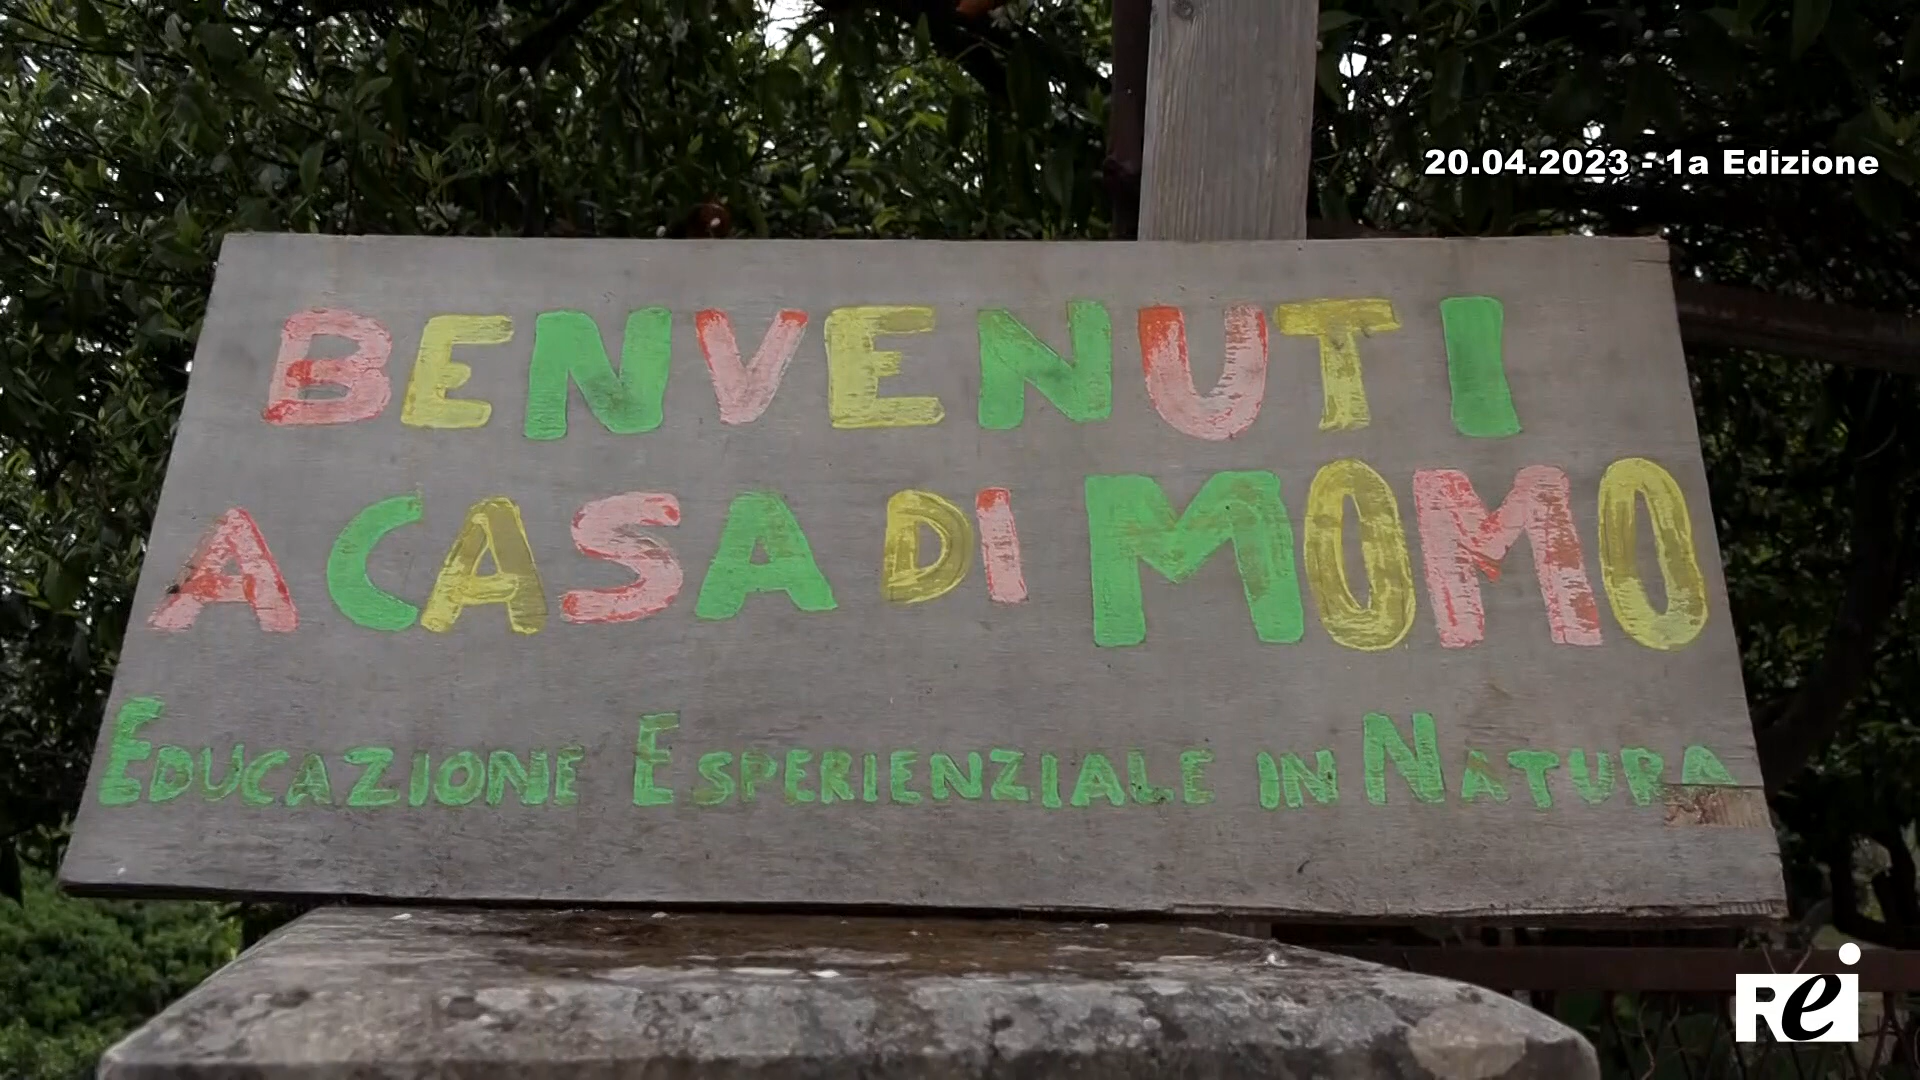 20.04.2023 - 1a Edizione
BENVENUTI
A CASA DI MOMO
EDUCAZIONE ESPERIENZIALE IN NATURA
Rei